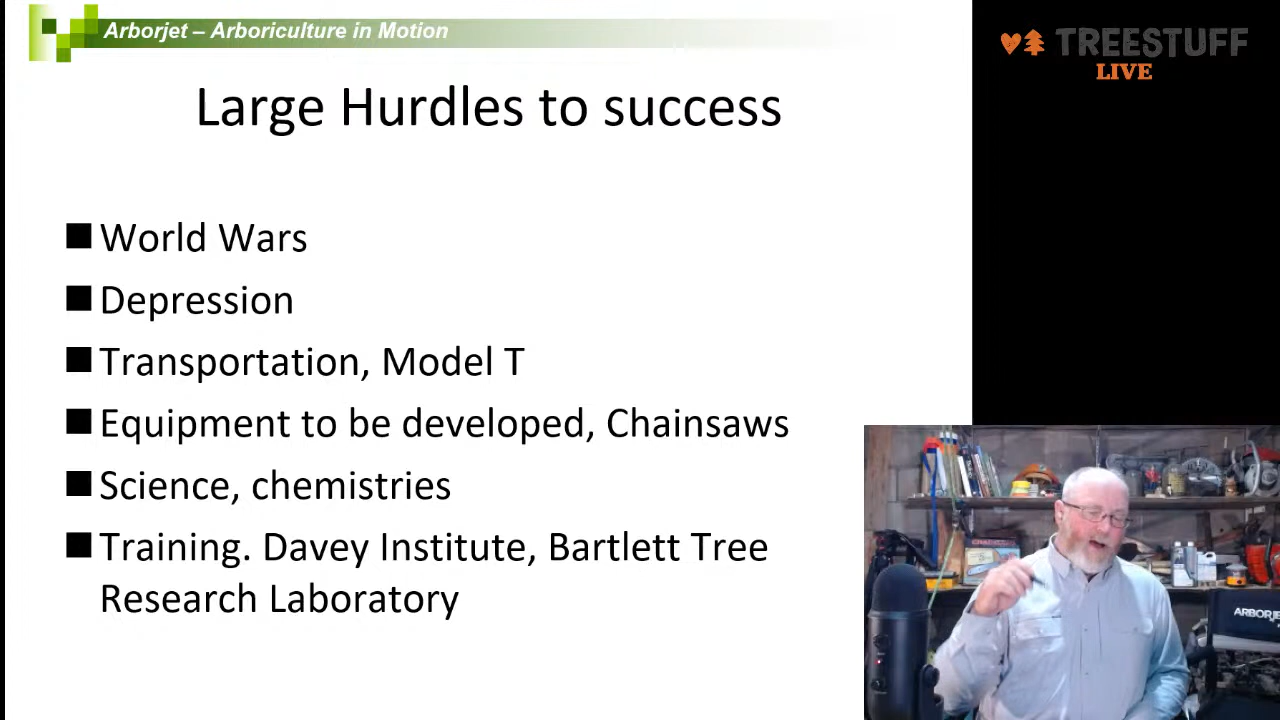 Arborjet – Arboriculture in Motion
TREESTUFF
LIVE
Large Hurdles to success
World Wars
Depression
Transportation, Model T
Equipment to be developed, Chainsaws
Science, chemistries
Training. Davey Institute, Bartlett Tree
Research Laboratory
ARBORJET